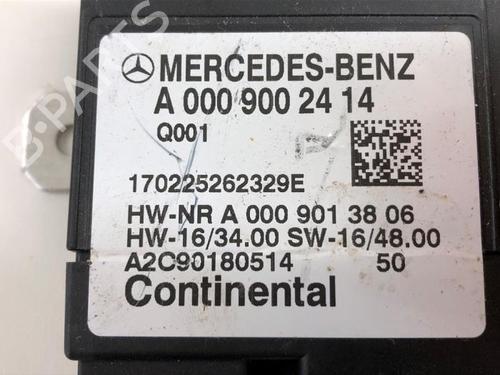 MERCEDES-BENZ
A 000 900 24 14
Q001
170225262329E
HW-NR A 000 901 38 06
HW-16/34.00 SW-16/48.00
A2C90180514 50
Continental
B-PARTS